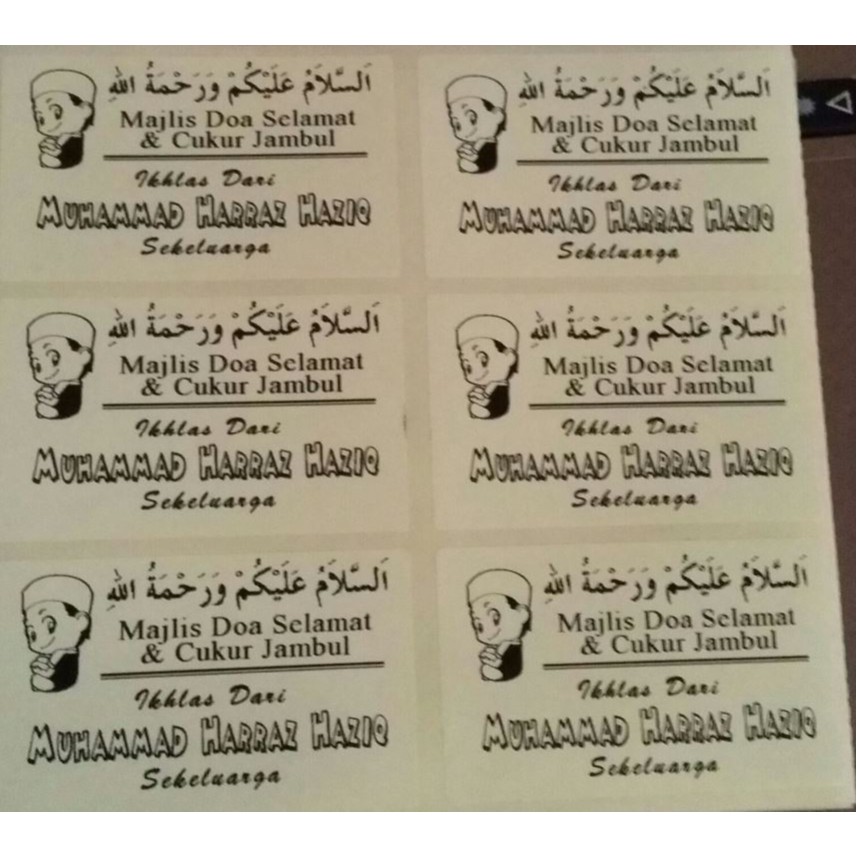 اَلسَّلَامُ عَلَيْكُمْ وَرَحْمَةُ اللهِ
Majlis Doa Selamat
& Cukur Jambul
Ikhlas Dari
MUHAMMAD HARRAZ HAZIQ
Sekeluarga
اَلسَّلَامُ عَلَيْكُمْ وَرَحْمَةُ اللهِ
Majlis Doa Selamat
& Cukur Jambul
Ikhlas Dari
MUHAMMAD HARRAZ HAZIQ
Sekeluarga
اَلسَّلَامُ عَلَيْكُمْ وَرَحْمَةُ اللهِ
Majlis Doa Selamat
& Cukur Jambul
Ikhlas Dari
MUHAMMAD HARRAZ HAZIQ
Sekeluarga
اَلسَّلَامُ عَلَيْكُمْ وَرَحْمَةُ اللهِ
Majlis Doa Selamat
& Cukur Jambul
Ikhlas Dari
MUHAMMAD HARRAZ HAZIQ
Sekeluarga
اَلسَّلَامُ عَلَيْكُمْ وَرَحْمَةُ اللهِ
Majlis Doa Selamat
& Cukur Jambul
Ikhlas Dari
MUHAMMAD HARRAZ HAZIQ
Sekeluarga
اَلسَّلَامُ عَلَيْكُمْ وَرَحْمَةُ اللهِ
Majlis Doa Selamat
& Cukur Jambul
Ikhlas Dari
MUHAMMAD HARRAZ HAZIQ
Sekeluarga